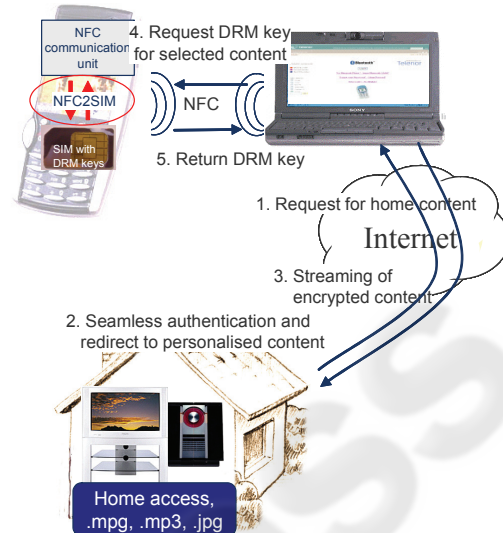 NFC
communication
unit
4. Request DRM key
for selected content
NFC2SIM
NFC
SIM with
DRM keys
5. Return DRM key
Bluetooth
SONY
1. Request for home content
Internet
3. Streaming of
encrypted content
2. Seamless authentication and
redirect to personalised content
Home access,
.mpg, .mp3, .jpg